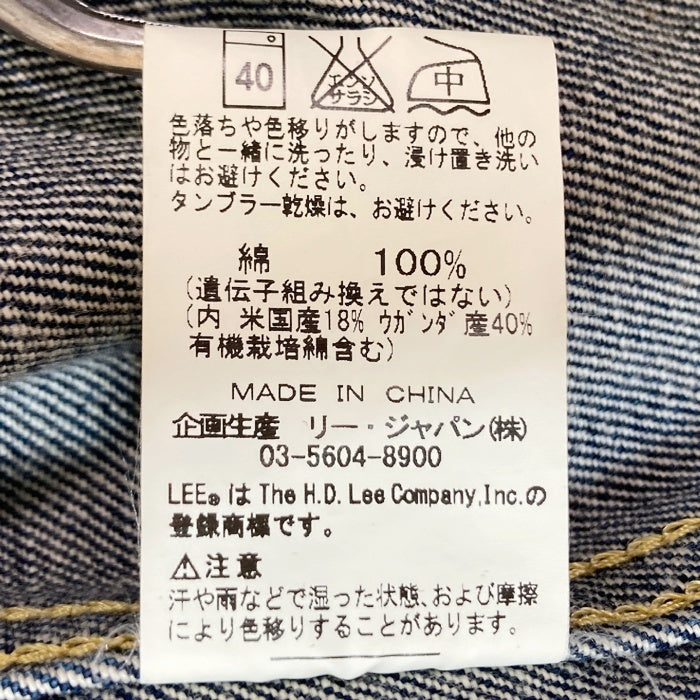 40 エンソサラシ 中
色落ちや色移りがしますので、他の
物と一緒に洗ったり、浸け置き洗い
はお避けください。
タンブラー乾燥は、お避けください。
綿 100%
(遺伝子組み換えではない)
(内 米国産18% ウガンダ産40%
有機栽培綿含む)
MADE IN CHINA
企画生産 リー・ジャパン(株)
03-5604-8900
LEE® は The H.D. Lee Company,Inc.の
登録商標です。
⚠注意
汗や雨などで湿った状態、および摩擦
により色移りすることがあります。